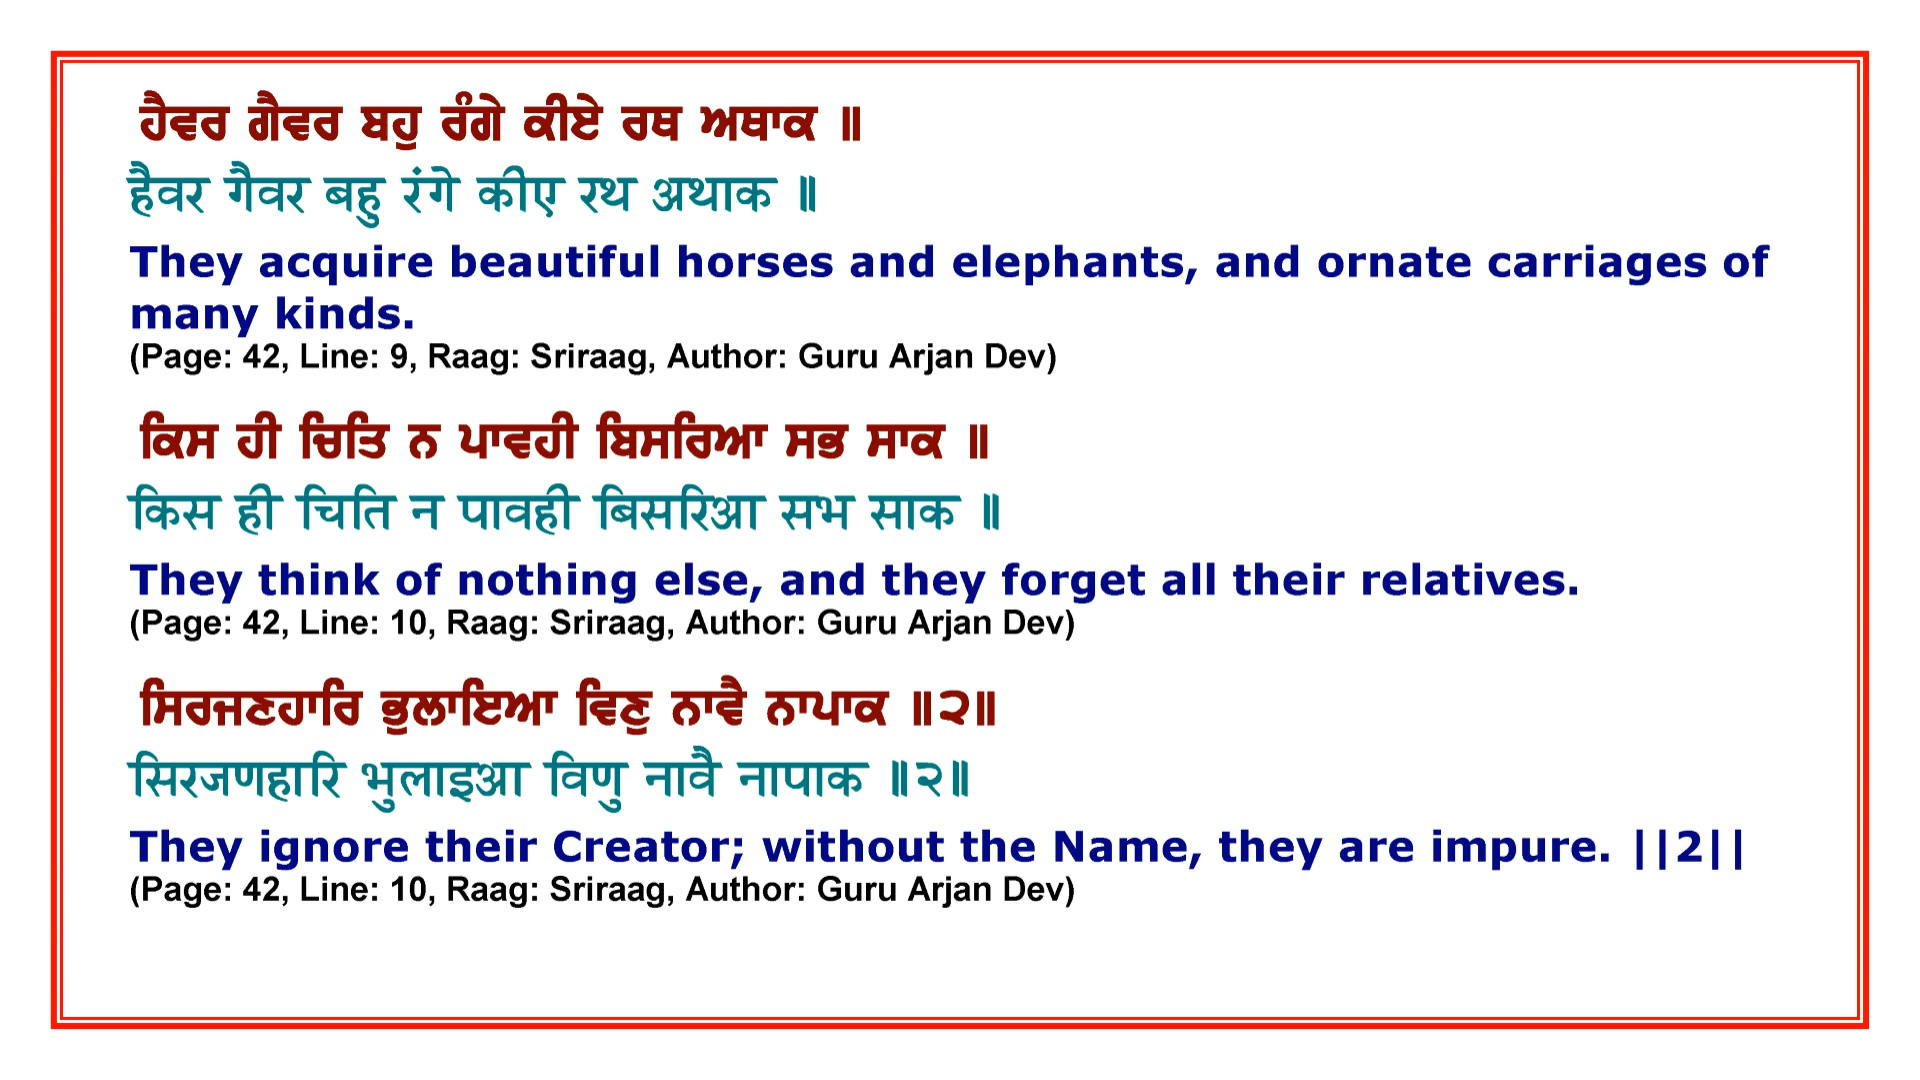 ਹੈਵਰ ਗੈਵਰ ਬਹੁ ਰੰਗੇ ਕੀਏ ਰਥ ਅਥਾਕ ॥
हैवर गैवर बहु रंगे कीए रथ अथाक ॥
They acquire beautiful horses and elephants, and ornate carriages of
many kinds.
(Page: 42, Line: 9, Raag: Sriraag, Author: Guru Arjan Dev)
ਕਿਸ ਹੀ ਚਿਤਿ ਨ ਪਾਵਹੀ ਬਿਸਰਿਆ ਸਭ ਸਾਕ ॥
किस ही चिति न पावही बिसरिआ सभ साक ॥
They think of nothing else, and they forget all their relatives.
(Page: 42, Line: 10, Raag: Sriraag, Author: Guru Arjan Dev)
ਸਿਰਜਣਹਾਰਿ ਭੁਲਾਇਆ ਵਿਣੁ ਨਾਵੈ ਨਾਪਾਕ ॥੨॥
सिरजणहारि भुलाइआ विणु नावै नापाक ॥२॥
They ignore their Creator; without the Name, they are impure. ||2||
(Page: 42, Line: 10, Raag: Sriraag, Author: Guru Arjan Dev)